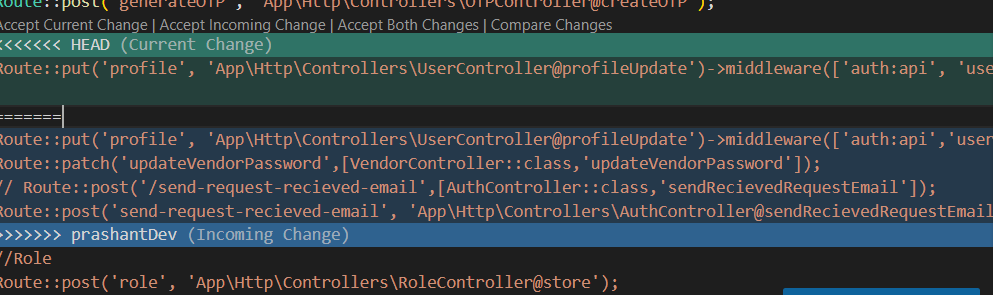 Route::post('generateOTP', 'App\Http\Controllers\OTPController@createOTP');
Accept Current Change | Accept Incoming Change | Accept Both Changes | Compare Changes
<<<<<<< HEAD (Current Change)
Route::put('profile', 'App\Http\Controllers\UserController@profileUpdate')->middleware(['auth:api', 'use
=======
Route::put('profile', 'App\Http\Controllers\UserController@profileUpdate')->middleware(['auth:api','user
Route::patch('updateVendorPassword',[VendorController::class,'updateVendorPassword']);
// Route::post('/send-request-recieved-email',[AuthController::class,'sendRecievedRequestEmail']);
Route::post('send-request-recieved-email', 'App\Http\Controllers\AuthController@sendRecievedRequestEmail
>>>>>>> prashantDev (Incoming Change)
//Role
Route::post('role', 'App\Http\Controllers\RoleController@store');